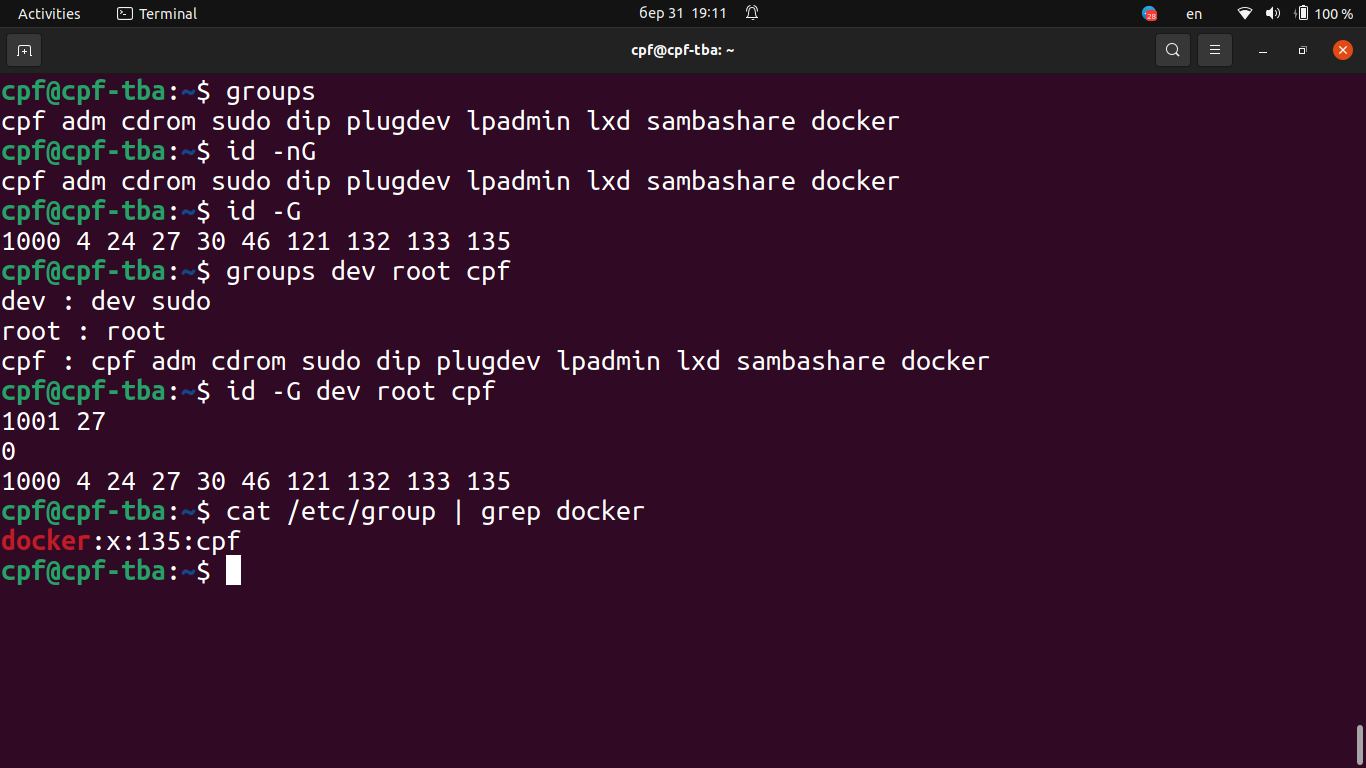 Activities Terminal бер 31 19:11 28 en 100 %
cpf@cpf-tba: ~
cpf@cpf-tba:~$ groups
cpf adm cdrom sudo dip plugdev lpadmin lxd sambashare docker
cpf@cpf-tba:~$ id -nG
cpf adm cdrom sudo dip plugdev lpadmin lxd sambashare docker
cpf@cpf-tba:~$ id -G
1000 4 24 27 30 46 121 132 133 135
cpf@cpf-tba:~$ groups dev root cpf
dev : dev sudo
root : root
cpf : cpf adm cdrom sudo dip plugdev lpadmin lxd sambashare docker
cpf@cpf-tba:~$ id -G dev root cpf
1001 27
0
1000 4 24 27 30 46 121 132 133 135
cpf@cpf-tba:~$ cat /etc/group | grep docker
docker:x:135:cpf
cpf@cpf-tba:~$